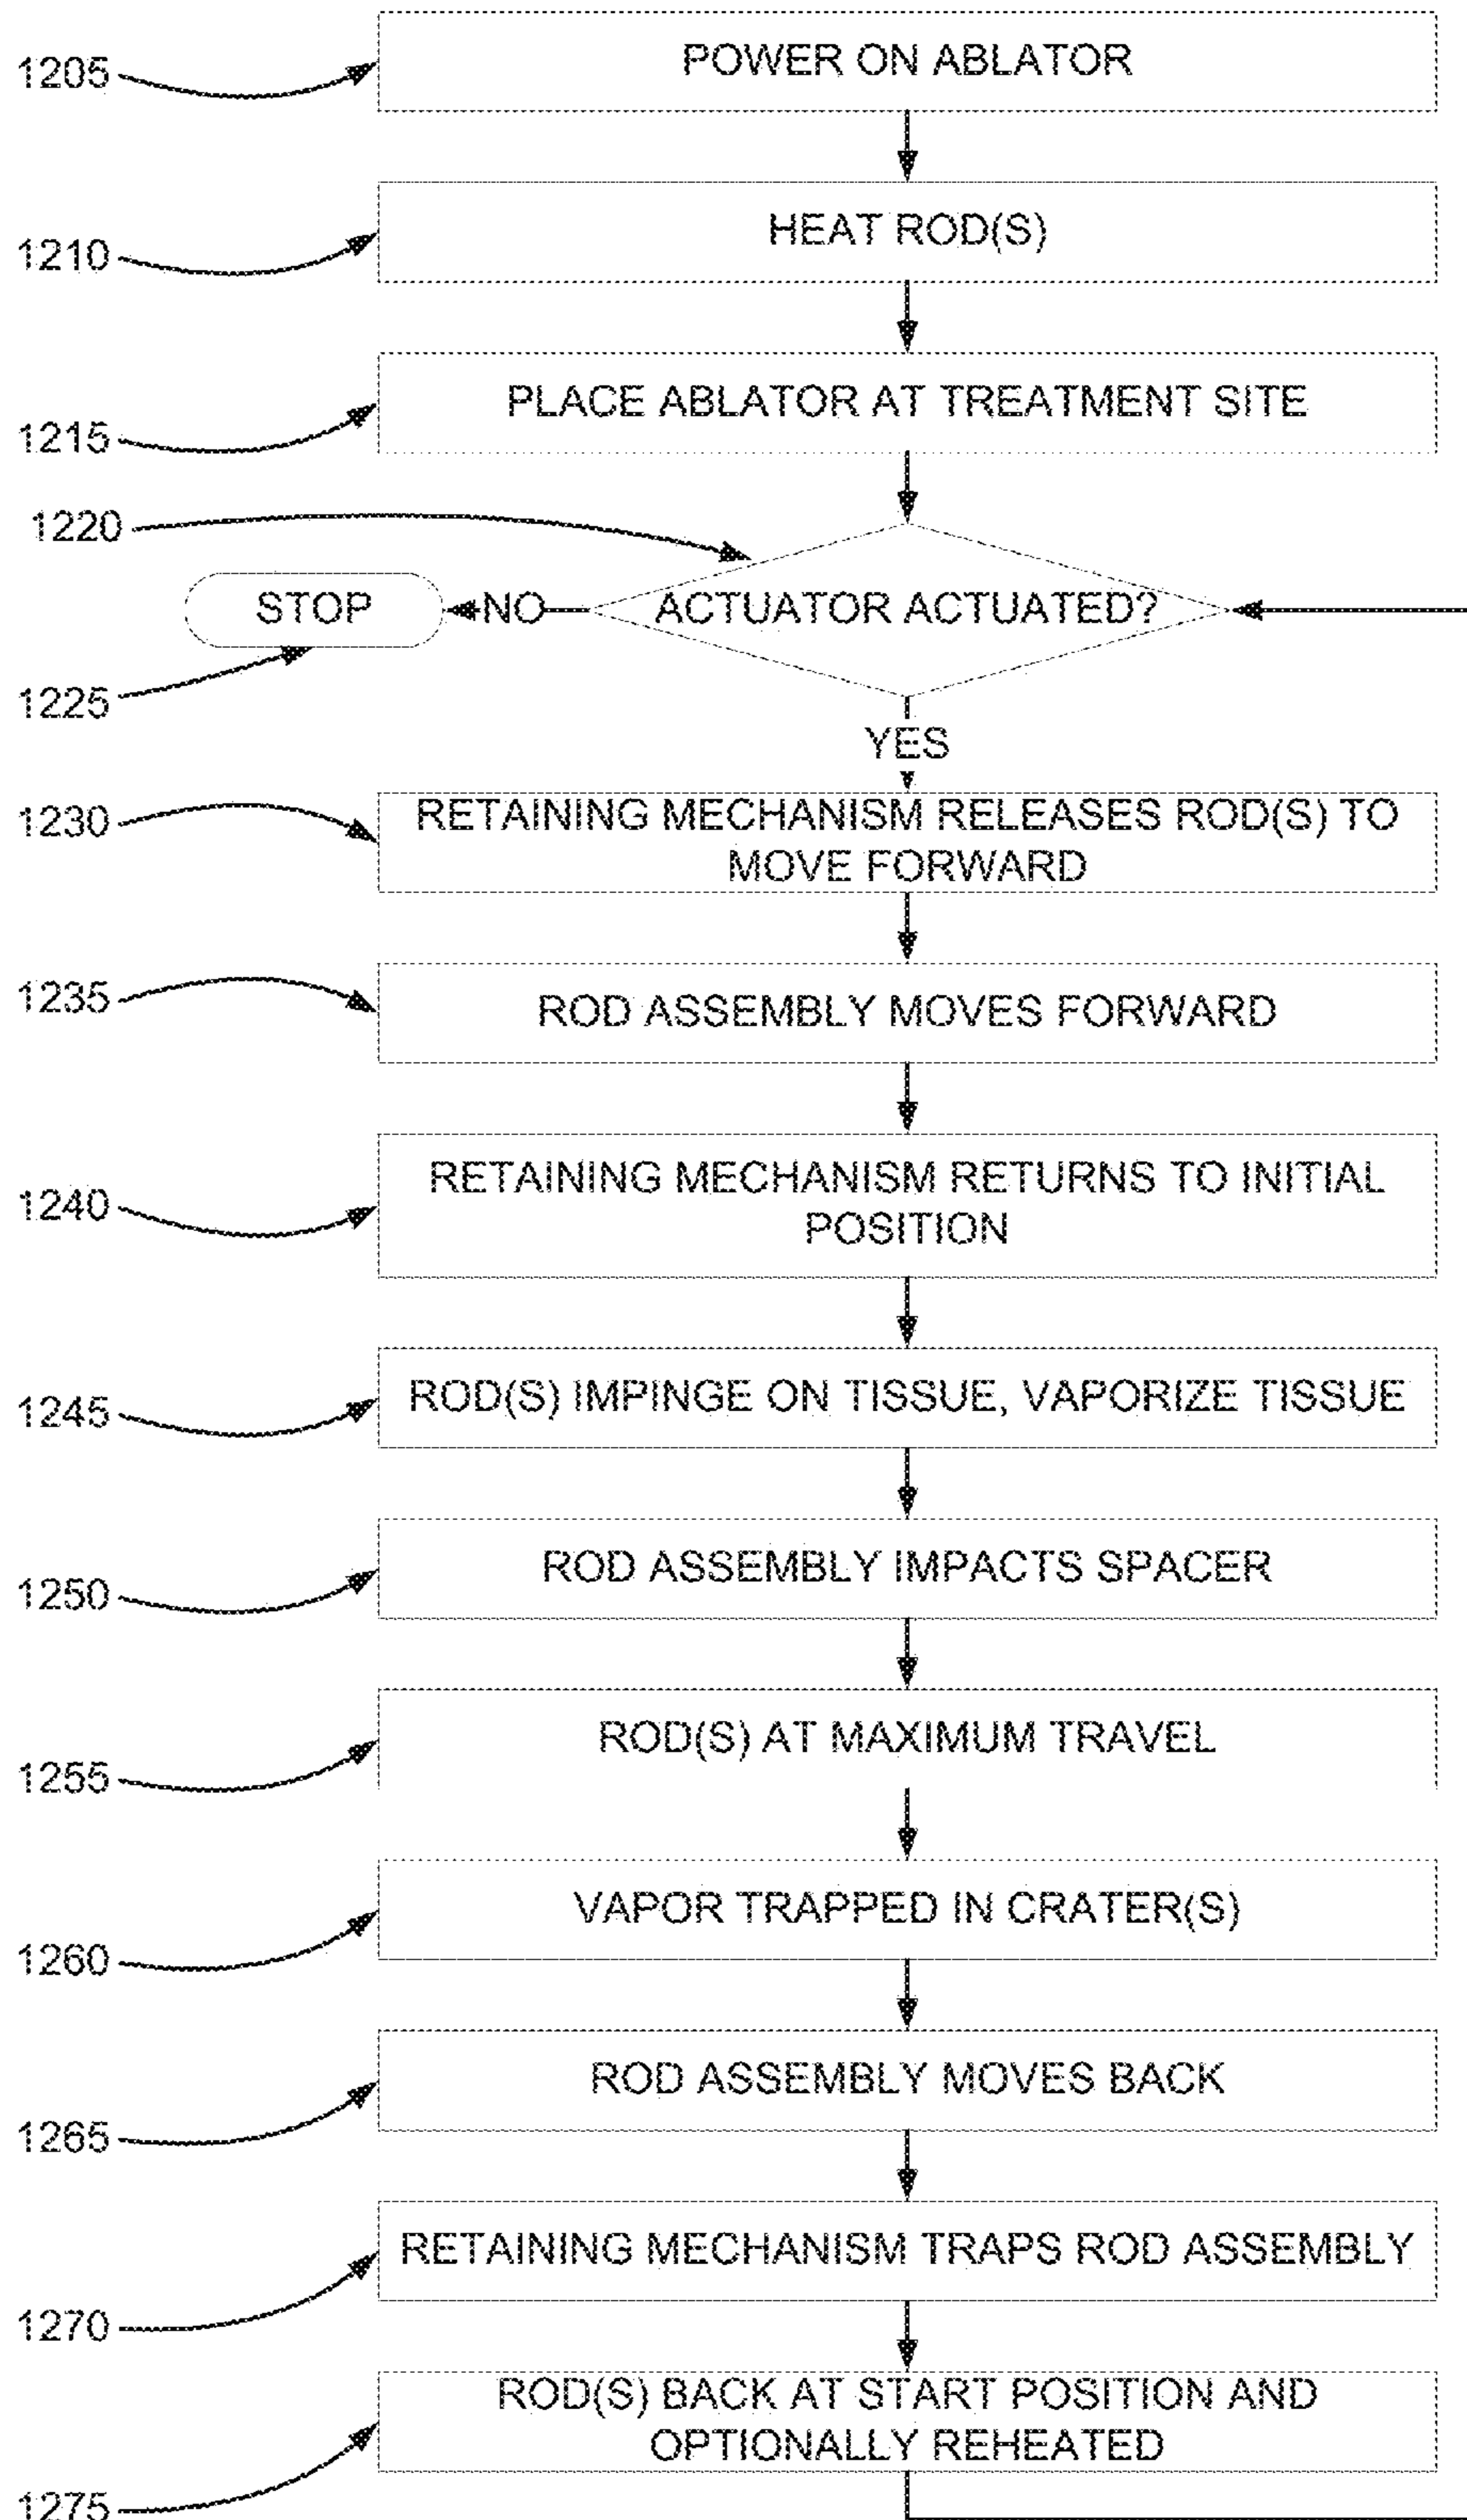 1205
POWER ON ABLATOR
1210
HEAT ROD(S)
1215
PLACE ABLATOR AT TREATMENT SITE
1220
STOP
NO
ACTUATOR ACTUATED?
1225
YES
1230
RETAINING MECHANISM RELEASES ROD(S) TO
MOVE FORWARD
1235
ROD ASSEMBLY MOVES FORWARD
1240
RETAINING MECHANISM RETURNS TO INITIAL
POSITION
1245
ROD(S) IMPINGE ON TISSUE, VAPORIZE TISSUE
1250
ROD ASSEMBLY IMPACTS SPACER
1255
ROD(S) AT MAXIMUM TRAVEL
1260
VAPOR TRAPPED IN CRATER(S)
1265
ROD ASSEMBLY MOVES BACK
1270
RETAINING MECHANISM TRAPS ROD ASSEMBLY
1275
ROD(S) BACK AT START POSITION AND
OPTIONALLY REHEATED